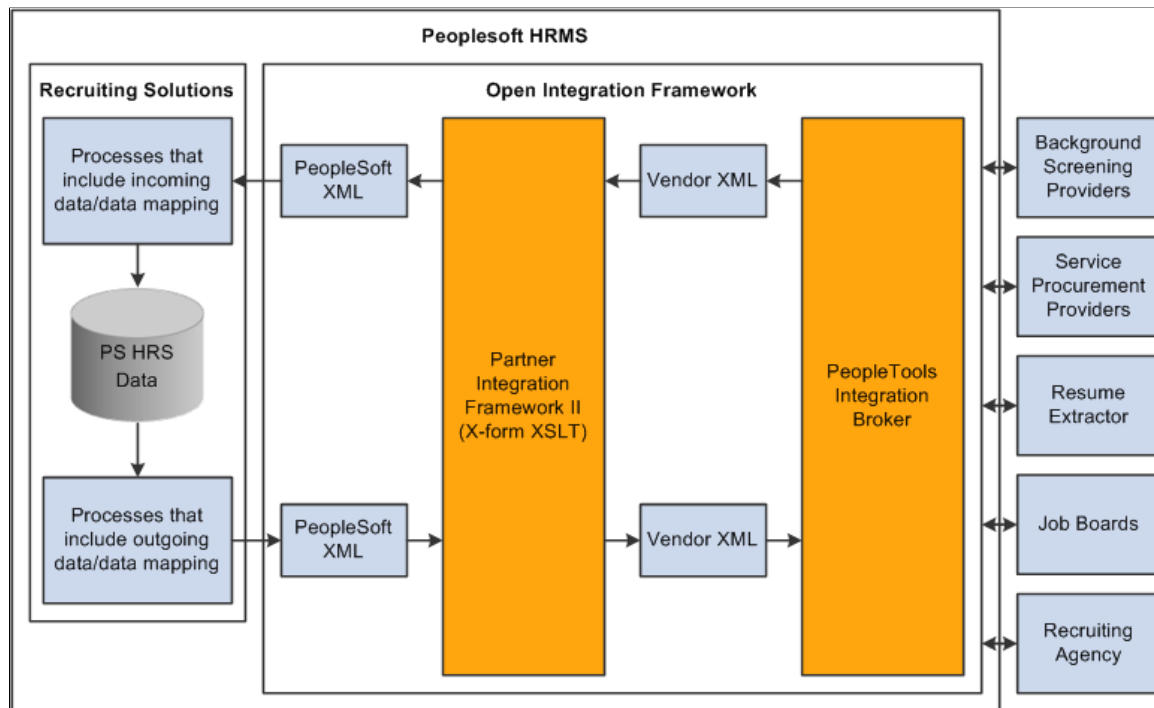 Peoplesoft HRMS
Recruiting Solutions
Open Integration Framework
Processes that
include incoming
data/data mapping
PeopleSoft
XML
Vendor XML
Background
Screening
Providers
Service
Procurement
Providers
PS HRS
Data
Partner
Integration
Framework II
(X-form XSLT)
PeopleTools
Integration
Broker
Resume
Extractor
Processes that
include outgoing
data/data mapping
PeopleSoft
XML
Vendor XML
Job Boards
Recruiting
Agency